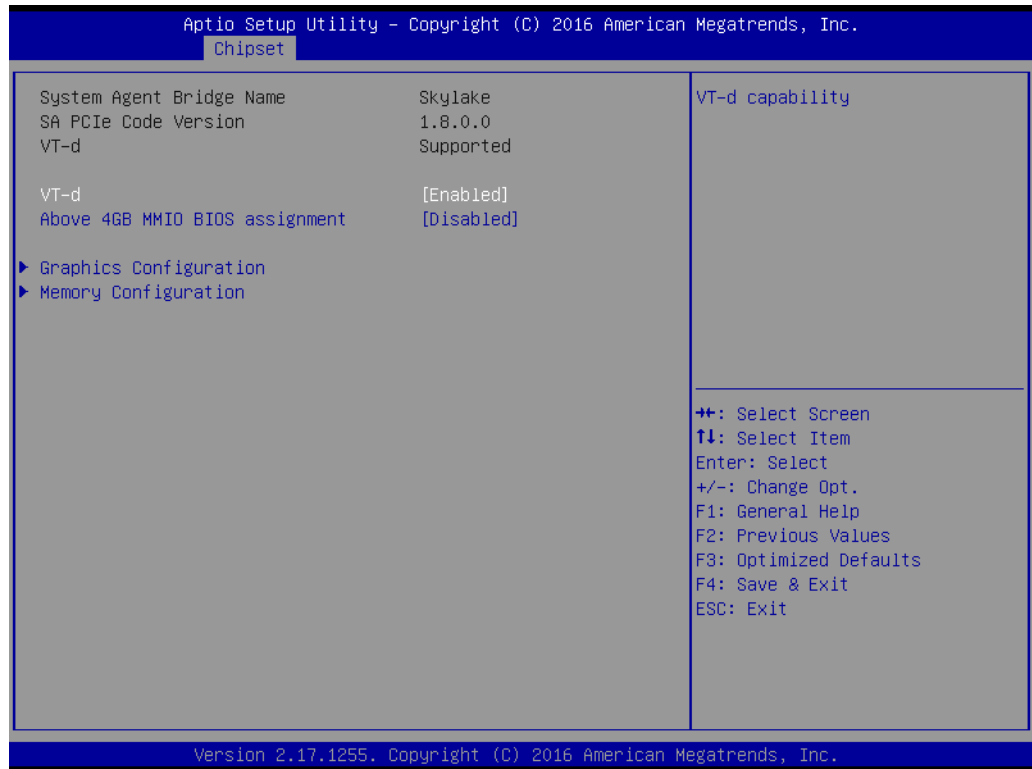 Aptio Setup Utility – Copyright (C) 2016 American Megatrends, Inc.
Chipset
System Agent Bridge Name Skylake
SA PCIe Code Version 1.8.0.0
VT-d Supported
VT-d [Enabled]
Above 4GB MMIO BIOS assignment [Disabled]
Graphics Configuration
Memory Configuration
VT-d capability
→←: Select Screen
↑↓: Select Item
Enter: Select
+/-: Change Opt.
F1: General Help
F2: Previous Values
F3: Optimized Defaults
F4: Save & Exit
ESC: Exit
Version 2.17.1255. Copyright (C) 2016 American Megatrends, Inc.